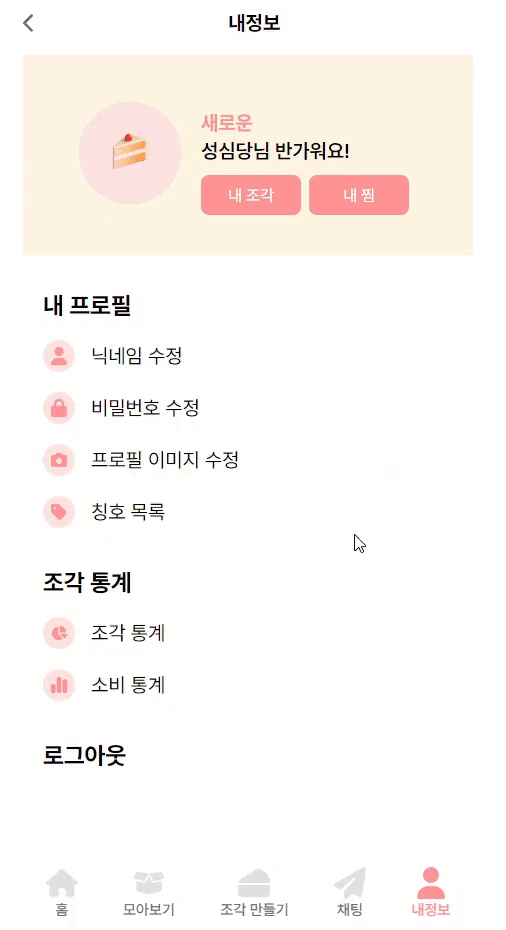 내정보
새로운
성심당님 반가워요!
내 조각
내 찜
내 프로필
닉네임 수정
비밀번호 수정
프로필 이미지 수정
칭호 목록
조각 통계
조각 통계
소비 통계
로그아웃
홈
모아보기
조각 만들기
채팅
내정보